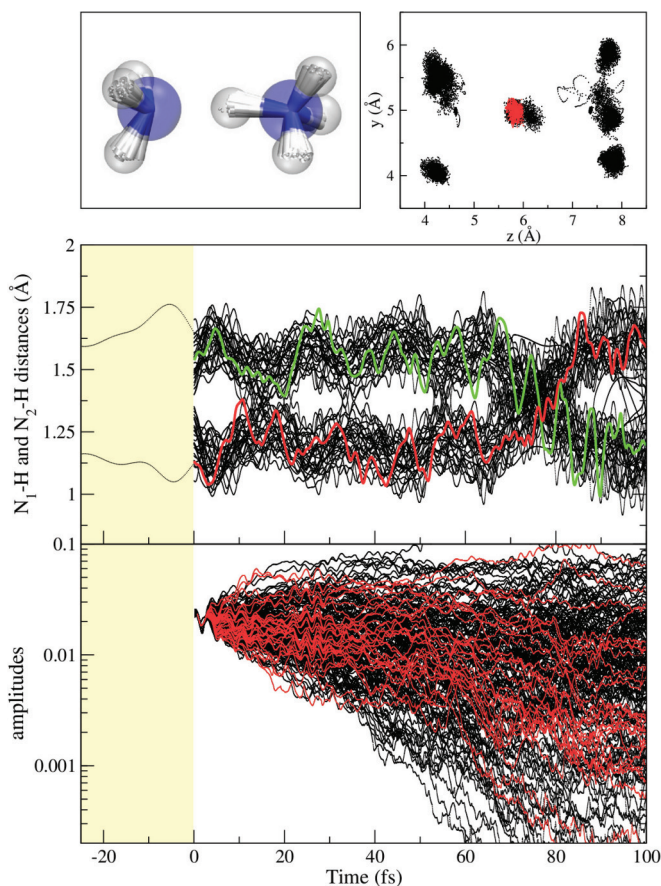 6
5
4
y (Å)
4 5 6 7 8
z (Å)
2
1.75
1.5
1.25
1
N₁-H and N₂-H distances (Å)
0.1
0.01
0.001
amplitudes
-20 0 20 40 60 80 100
Time (fs)